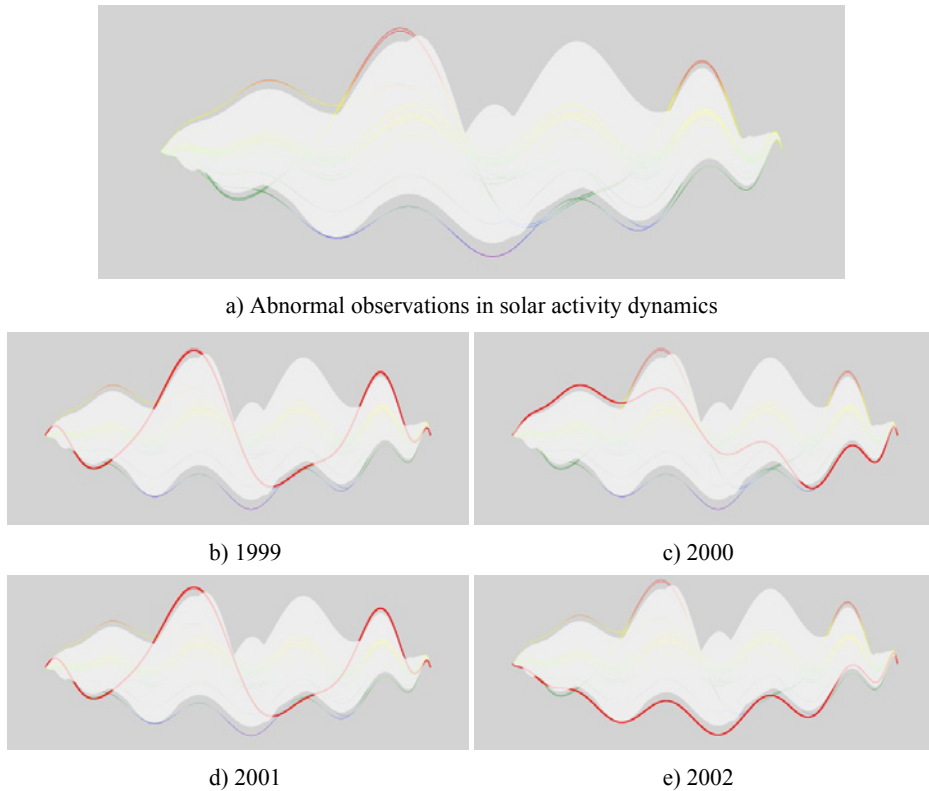 a) Abnormal observations in solar activity dynamics
b) 1999
c) 2000
d) 2001
e) 2002